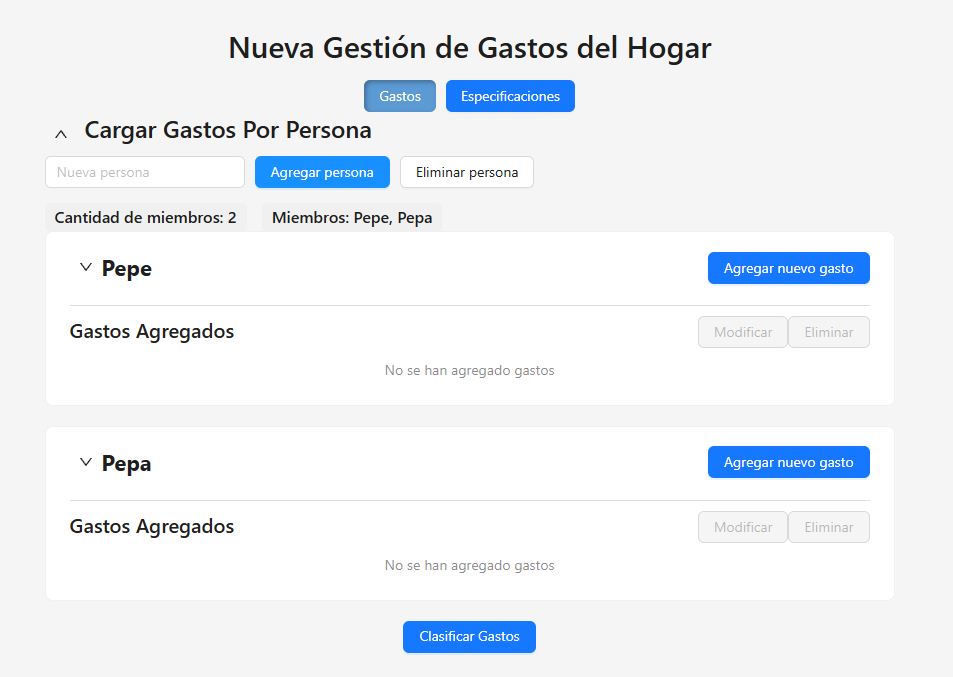 Nueva Gestión de Gastos del Hogar
Gastos Especificaciones
Cargar Gastos Por Persona
Nueva persona Agregar persona Eliminar persona
Cantidad de miembros: 2 Miembros: Pepe, Pepa
Pepe Agregar nuevo gasto
Gastos Agregados Modificar Eliminar
No se han agregado gastos
Pepa Agregar nuevo gasto
Gastos Agregados Modificar Eliminar
No se han agregado gastos
Clasificar Gastos